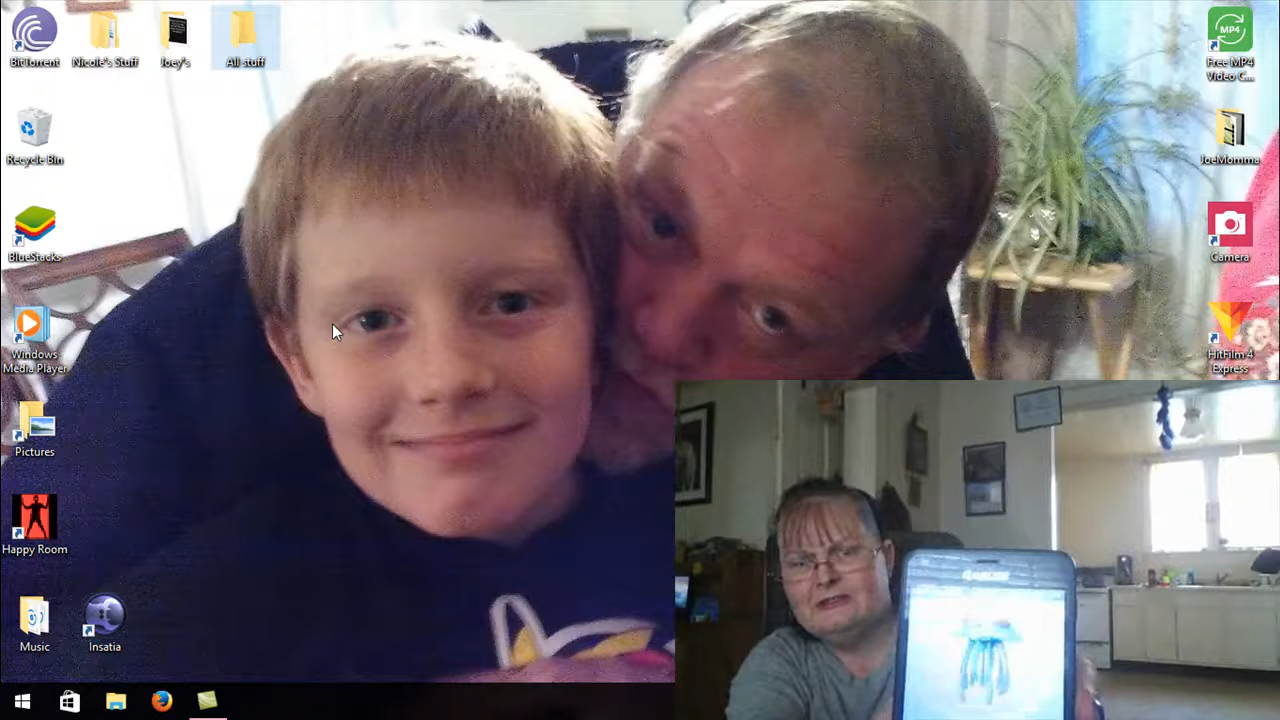 BitTorrent
Nicole's Stuff
Joey's
All stuff
Free MP4
Video C...
Recycle Bin
JoeMomma
BlueStacks
Camera
Windows
Media Player
HitFilm 4
Express
Pictures
Happy Room
Music
Insatia
MP4